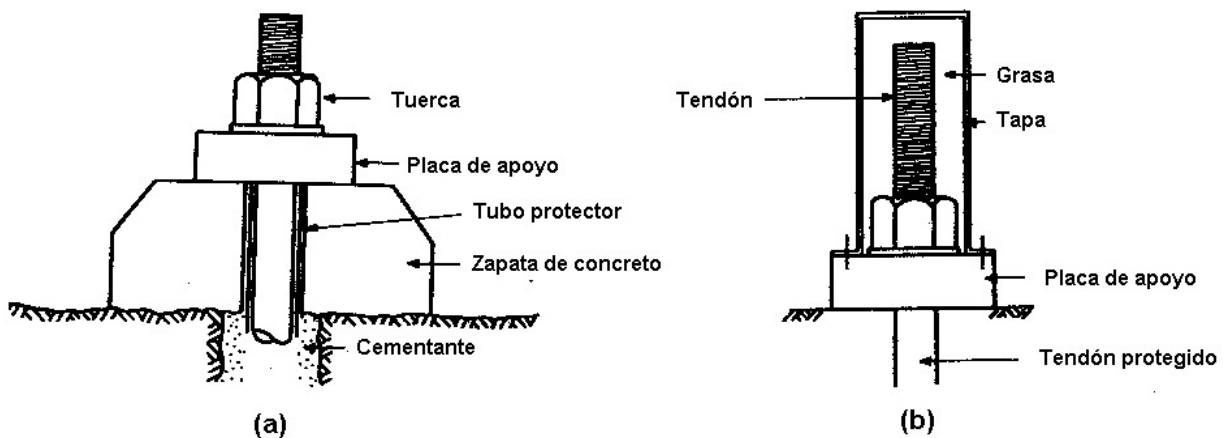 Tuerca
Placa de apoyo
Tubo protector
Zapata de concreto
Cementante
(a)
Tendón
Grasa
Tapa
Placa de apoyo
Tendón protegido
(b)